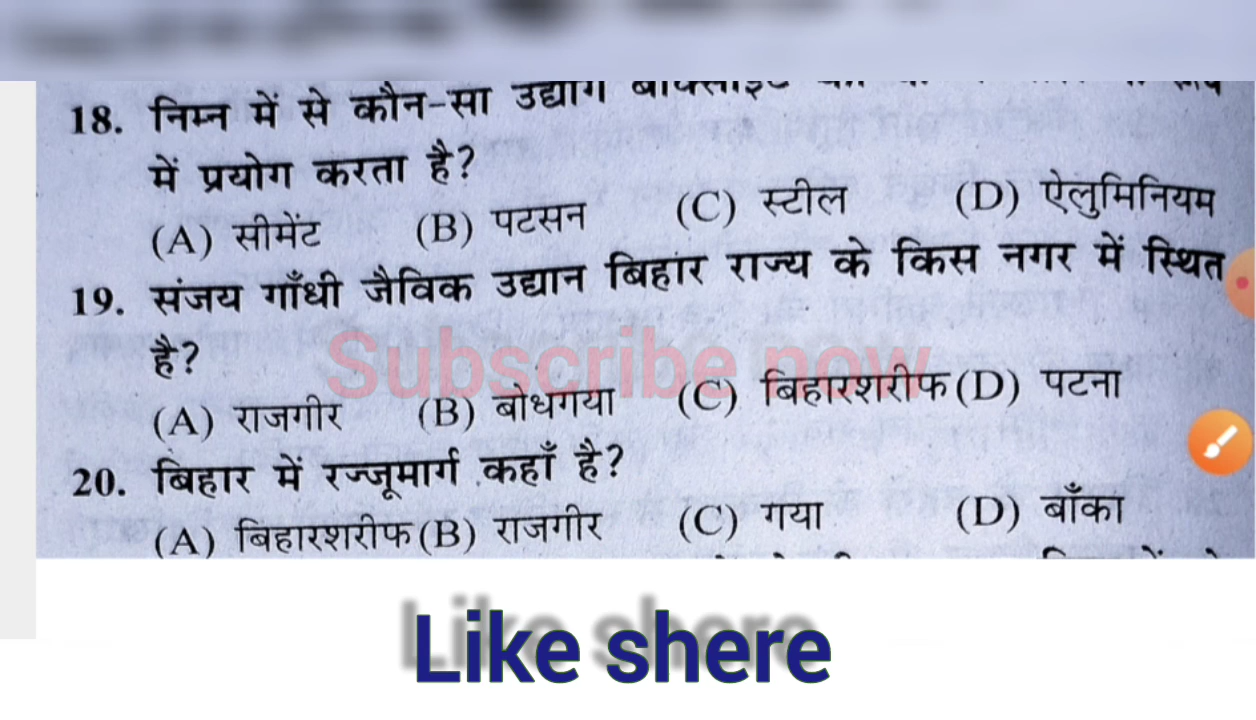 18. निम्न में से कौन-सा उद्योग बॉक्साइट
में प्रयोग करता है?
(A) सीमेंट (B) पटसन (C) स्टील (D) ऐलुमिनियम
19. संजय गाँधी जैविक उद्यान बिहार राज्य के किस नगर में स्थित
है?
Subscribe now
(A) राजगीर (B) बोधगया (C) बिहारशरीफ (D) पटना
20. बिहार में रज्जूमार्ग कहाँ है?
(A) बिहारशरीफ (B) राजगीर (C) गया (D) बाँका
Like shere